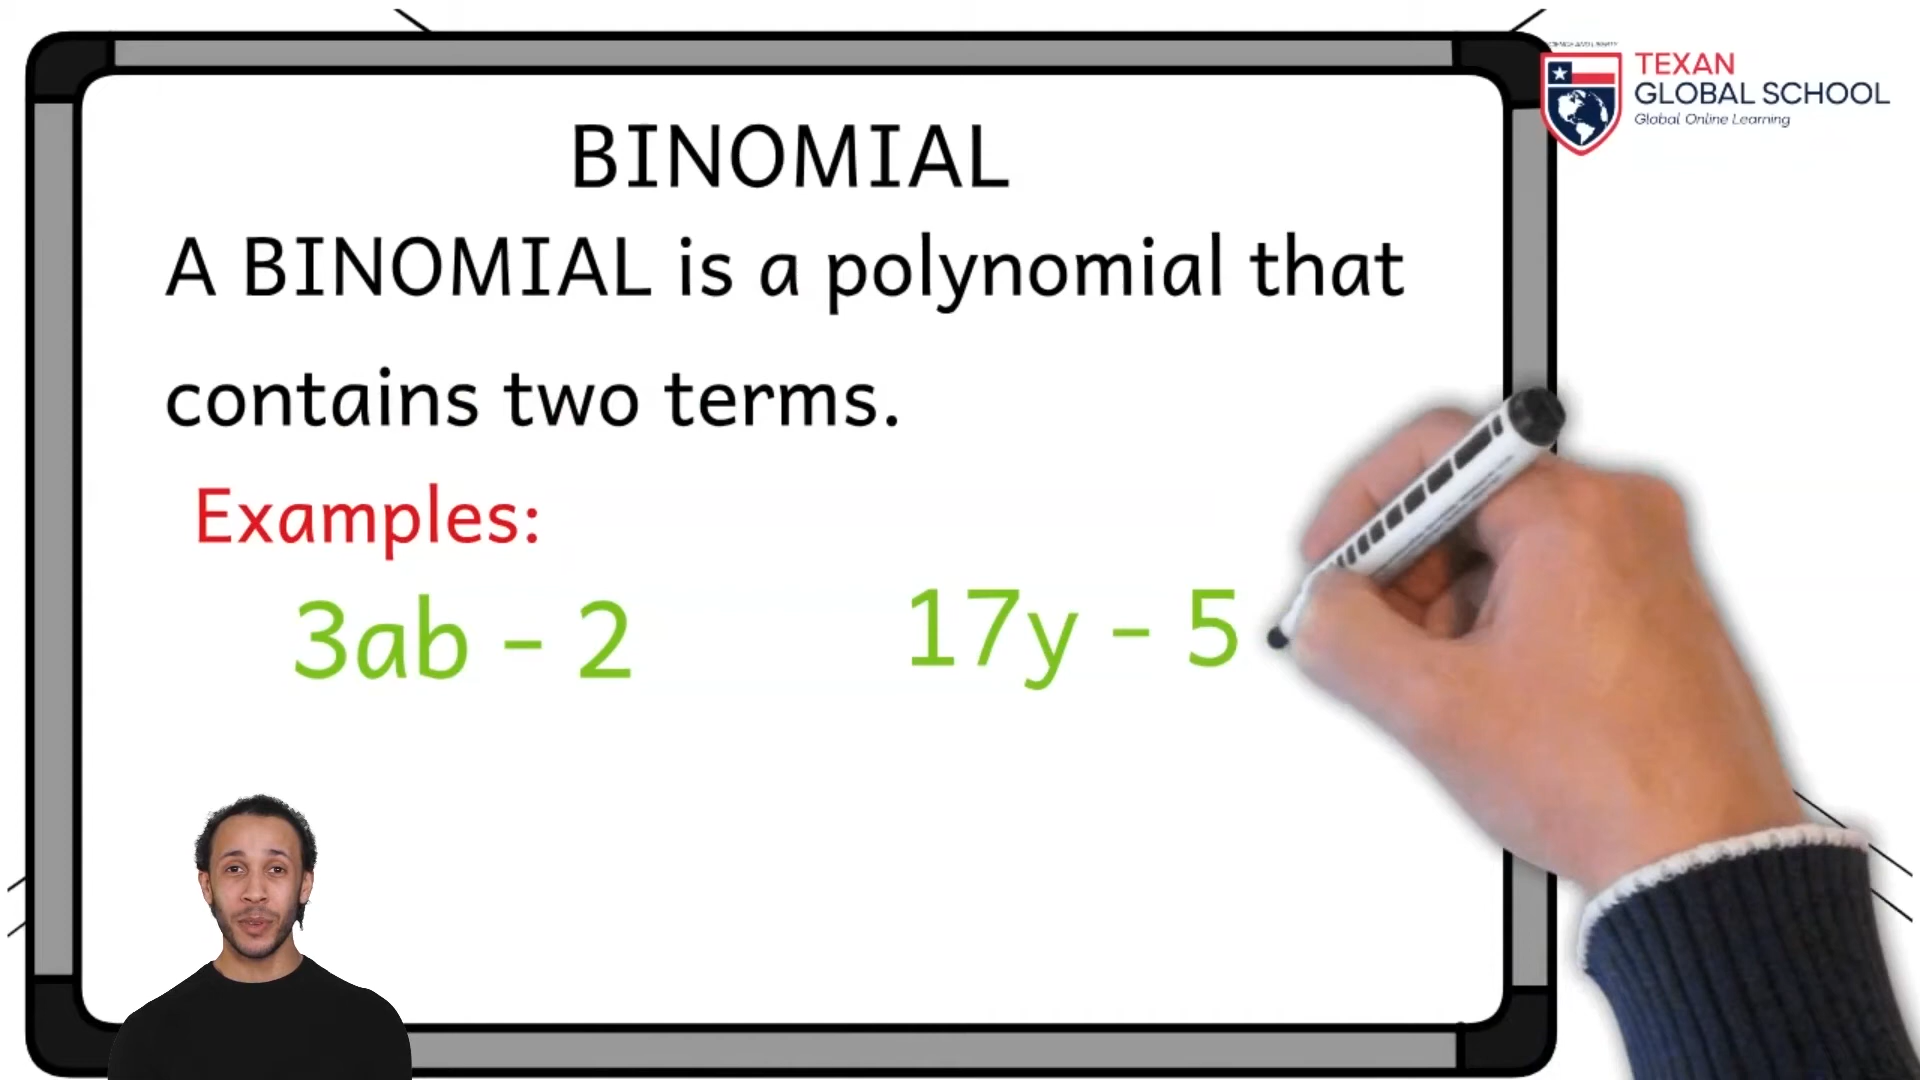 BINOMIAL
A BINOMIAL is a polynomial that
contains two terms.
Examples:
3ab - 2
17y - 5
TEXAN
GLOBAL SCHOOL
Global Online Learning